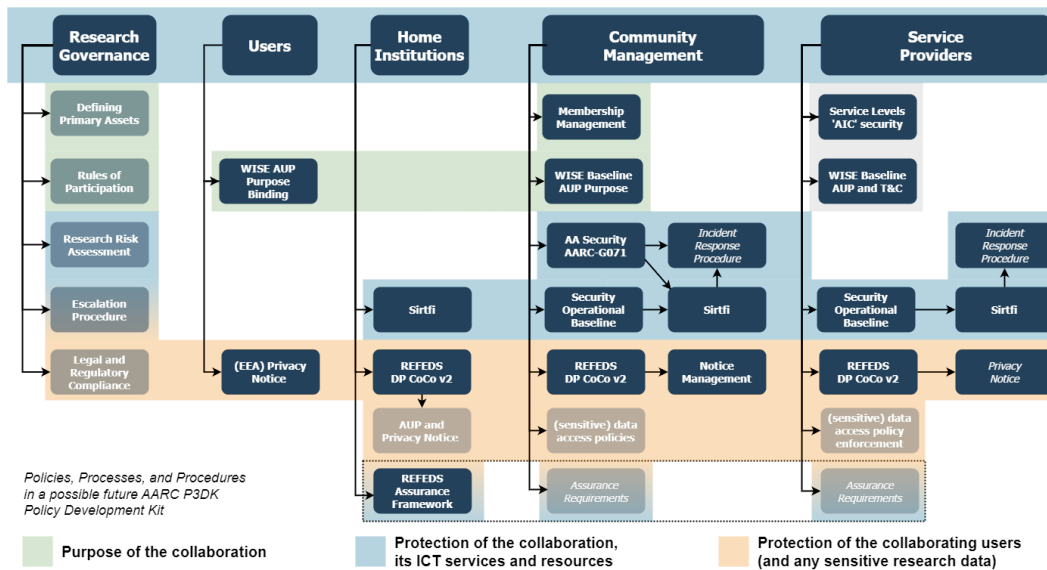 Research
Governance
Users
Home
Institutions
Community
Management
Service
Providers
Defining
Primary Assets
Membership
Management
Service Levels
'AIC' security
Rules of
Participation
WISE AUP
Purpose
Binding
WISE Baseline
AUP Purpose
WISE Baseline
AUP and T&C
Research Risk
Assessment
AA Security
AARC-G071
Incident
Response
Procedure
Incident
Response
Procedure
Escalation
Procedure
Sirtfi
Security
Operational
Baseline
Sirtfi
Security
Operational
Baseline
Sirtfi
Legal and
Regulatory
Compliance
(EEA) Privacy
Notice
REFEDS
DP CoCo v2
REFEDS
DP CoCo v2
Notice
Management
REFEDS
DP CoCo v2
Privacy
Notice
AUP and
Privacy Notice
(sensitive) data
access policies
(sensitive) data
access policy
enforcement
REFEDS
Assurance
Framework
Assurance
Requirements
Assurance
Requirements
Policies, Processes, and Procedures
in a possible future AARC P3DK
Policy Development Kit
Purpose of the collaboration
Protection of the collaboration,
its ICT services and resources
Protection of the collaborating users
(and any sensitive research data)